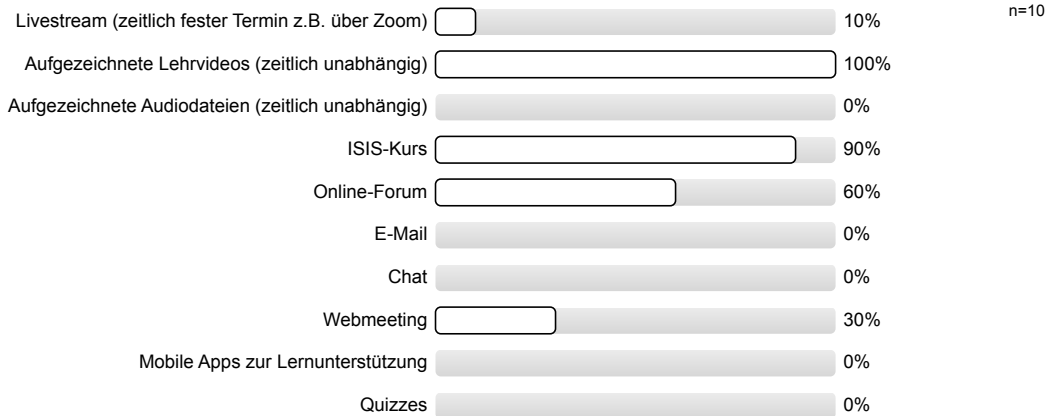 Livestream (zeitlich fester Termin z.B. über Zoom) 10% n=10
Aufgezeichnete Lehrvideos (zeitlich unabhängig) 100%
Aufgezeichnete Audiodateien (zeitlich unabhängig) 0%
ISIS-Kurs 90%
Online-Forum 60%
E-Mail 0%
Chat 0%
Webmeeting 30%
Mobile Apps zur Lernunterstützung 0%
Quizzes 0%